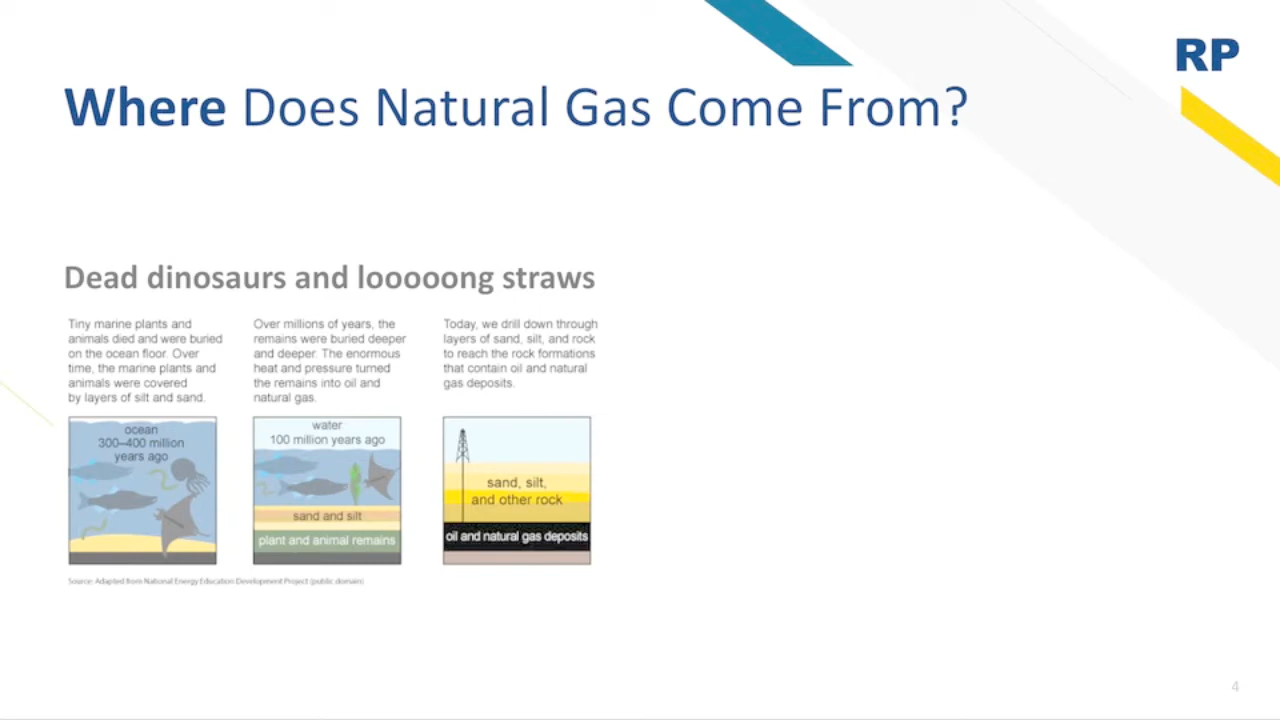 RP
Where Does Natural Gas Come From?
Dead dinosaurs and looooong straws
Tiny marine plants and
animals died and were buried
on the ocean floor. Over
time, the marine plants and
animals were covered
by layers of silt and sand.
Over millions of years, the
remains were buried deeper
and deeper. The enormous
heat and pressure turned
the remains into oil and
natural gas.
Today, we drill down through
layers of sand, silt, and rock
to reach the rock formations
that contain oil and natural
gas deposits.
ocean
300–400 million
years ago
water
100 million years ago
sand and silt
plant and animal remains
sand, silt,
and other rock
oil and natural gas deposits
Source: Adapted from National Energy Education Development Project (public domain)
4